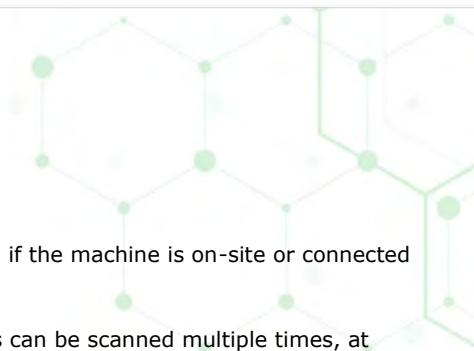 if the machine is on-site or connected
s can be scanned multiple times, at